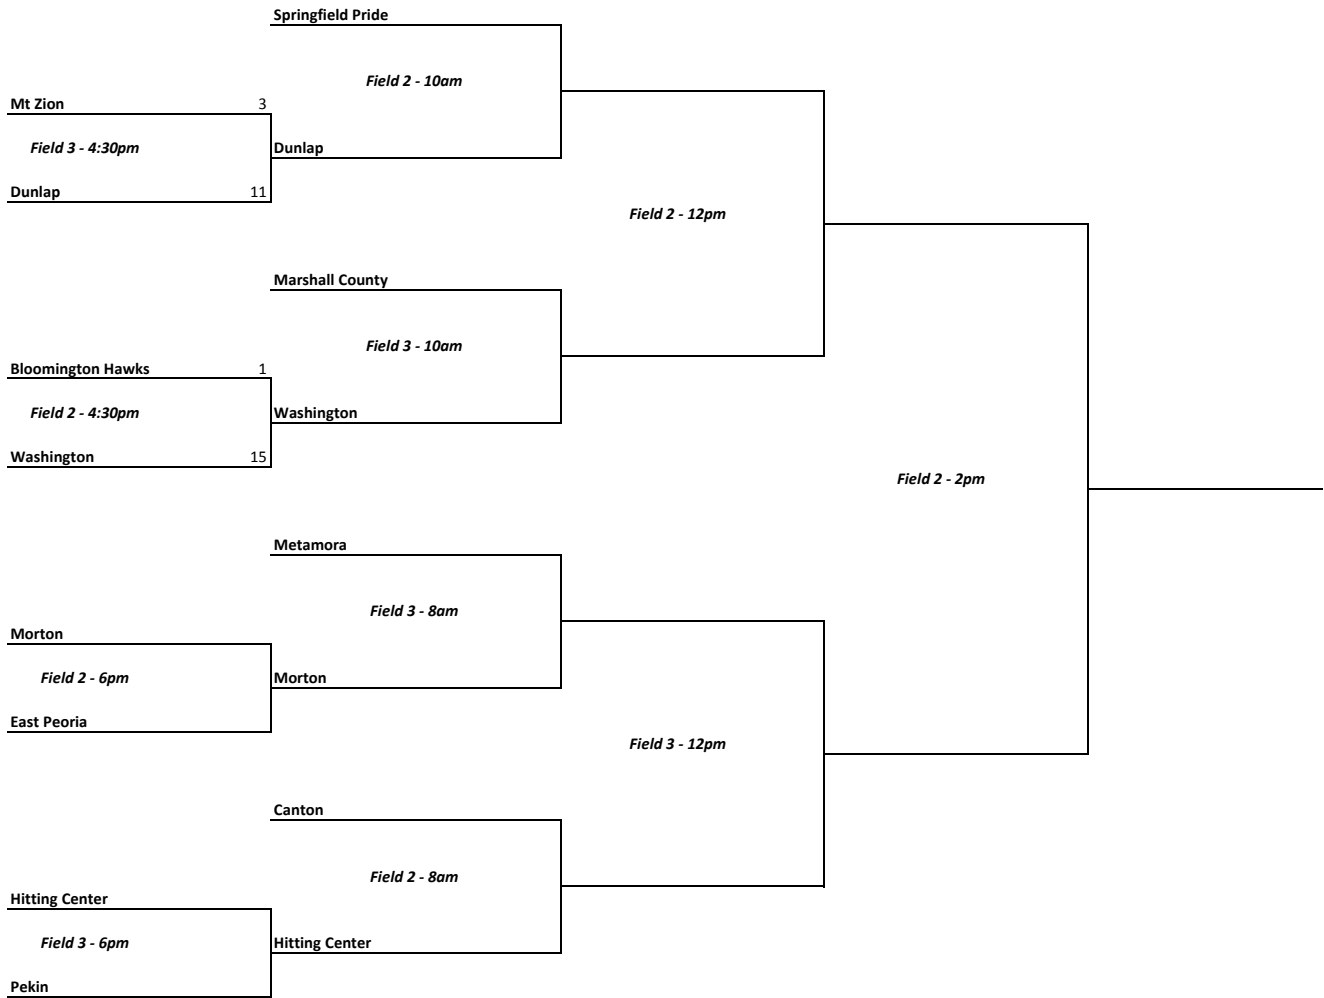 Springfield Pride
Field 2 - 10am
Mt Zion 3
Field 3 - 4:30pm
Dunlap
Dunlap 11
Field 2 - 12pm
Marshall County
Field 3 - 10am
Bloomington Hawks 1
Field 2 - 4:30pm
Washington
Washington 15
Field 2 - 2pm
Metamora
Field 3 - 8am
Morton
Field 2 - 6pm
Morton
East Peoria
Field 3 - 12pm
Canton
Field 2 - 8am
Hitting Center
Field 3 - 6pm
Hitting Center
Pekin